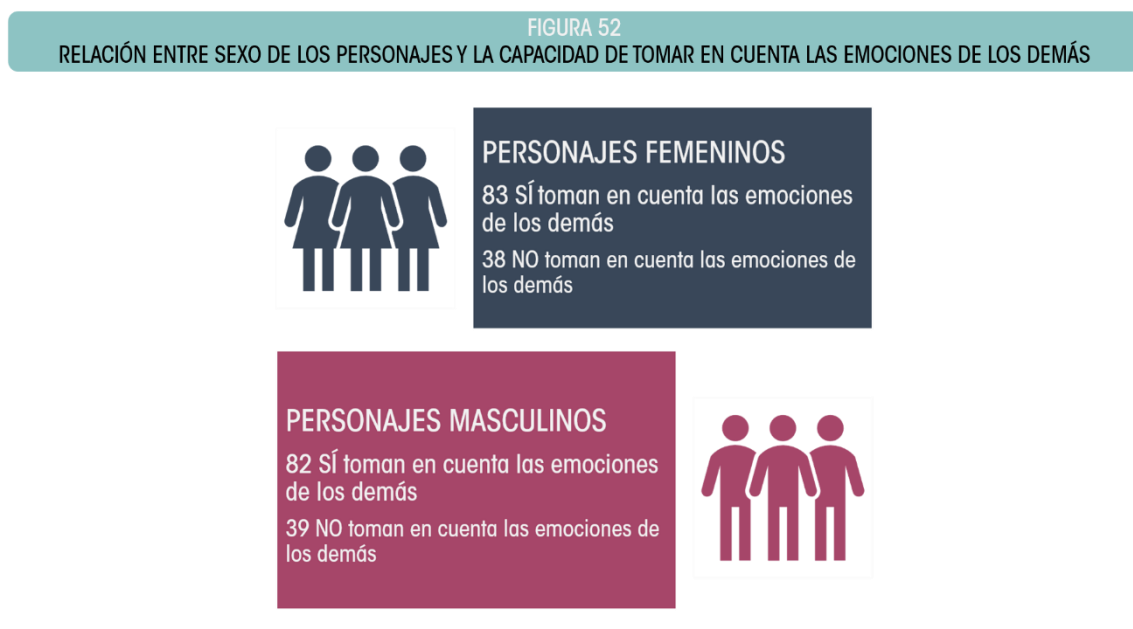 FIGURA 52
RELACIÓN ENTRE SEXO DE LOS PERSONAJES Y LA CAPACIDAD DE TOMAR EN CUENTA LAS EMOCIONES DE LOS DEMÁS
PERSONAJES FEMENINOS
83 SÍ toman en cuenta las emociones
de los demás
38 NO toman en cuenta las emociones de
los demás
PERSONAJES MASCULINOS
82 SÍ toman en cuenta las emociones
de los demás
39 NO toman en cuenta las emociones de
los demás